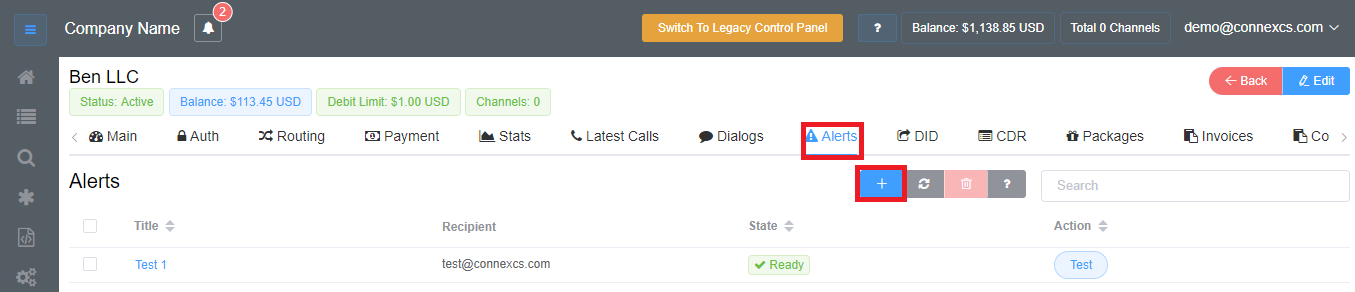 Company Name 2 Switch To Legacy Control Panel ? Balance: $1,138.85 USD Total 0 Channels demo@connexcs.com
Ben LLC Back Edit
Status: Active Balance: $113.45 USD Debit Limit: $1.00 USD Channels: 0
Main Auth Routing Payment Stats Latest Calls Dialogs Alerts DID CDR Packages Invoices Co
Alerts + ? Search
Title Recipient State Action
Test 1 test@connexcs.com Ready Test